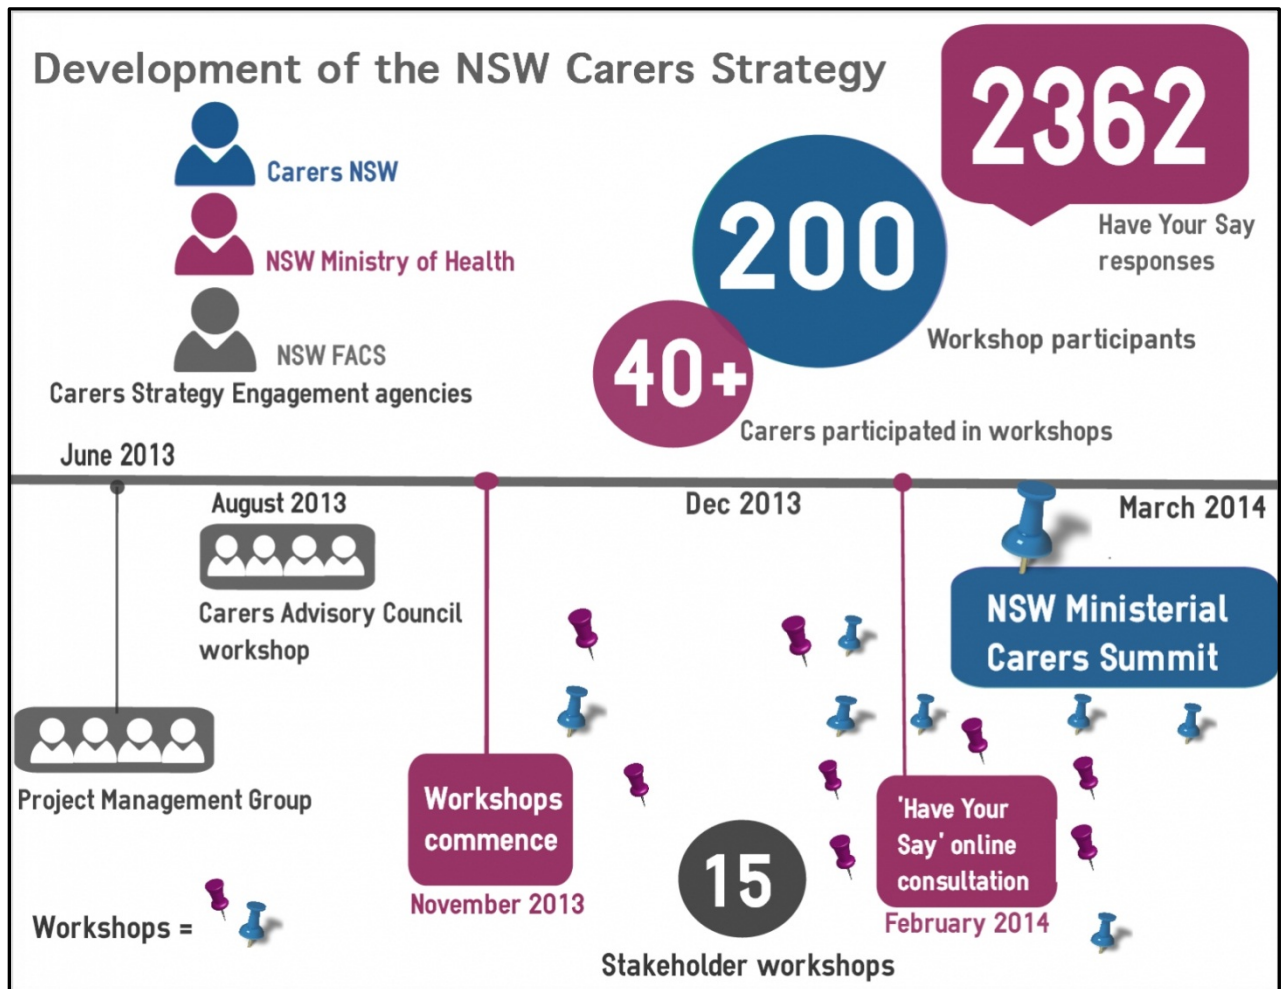 Development of the NSW Carers Strategy
2362
Have Your Say
responses
Carers NSW
200
NSW Ministry of Health
Workshop participants
NSW FACS
40+
Carers Strategy Engagement agencies
Carers participated in workshops
June 2013
August 2013
Dec 2013
March 2014
Carers Advisory Council
workshop
NSW Ministerial
Carers Summit
Project Management Group
Workshops
commence
November 2013
'Have Your
Say' online
consultation
February 2014
15
Stakeholder workshops
Workshops =